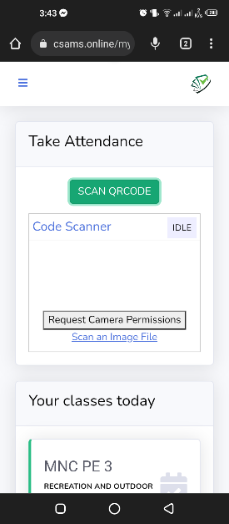 3:43
csams.online/my
2
Take Attendance
SCAN QRCODE
Code Scanner
IDLE
Request Camera Permissions
Scan an Image File
Your classes today
MNC PE 3
RECREATION AND OUTDOOR